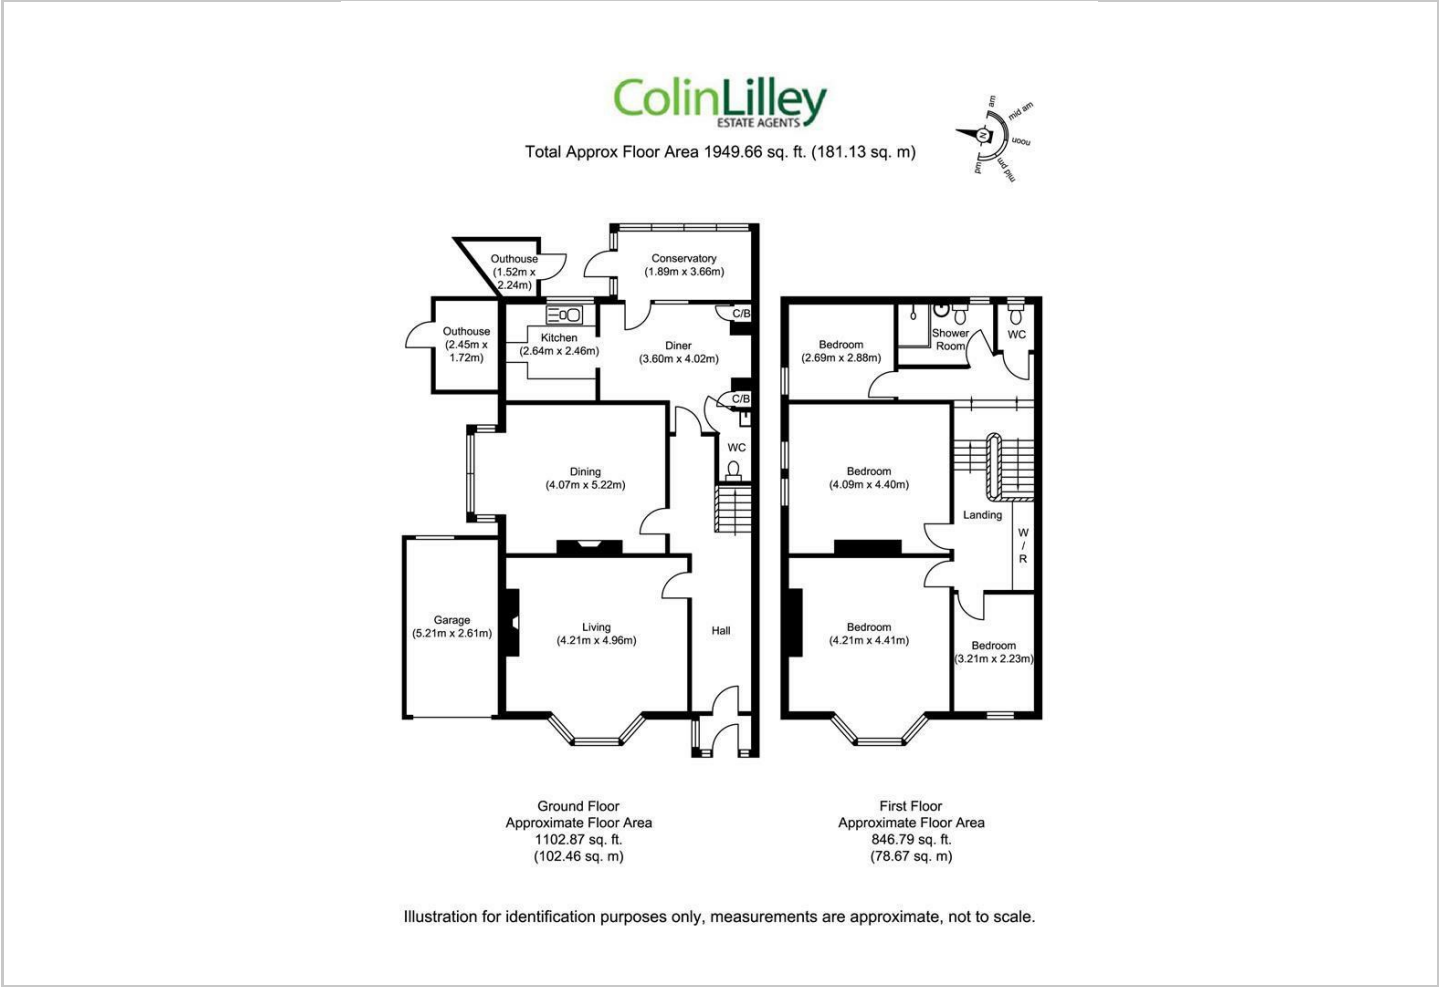 ColinLilley
ESTATE AGENTS
Total Approx Floor Area 1949.66 sq. ft. (181.13 sq. m)
am
mid am
noon
mid pm
pm
N
Outhouse
(1.52m x
2.24m)
Conservatory
(1.89m x 3.66m)
Outhouse
(2.45m x
1.72m)
Kitchen
(2.64m x 2.46m)
Diner
(3.60m x 4.02m)
C/B
C/B
WC
Dining
(4.07m x 5.22m)
Garage
(5.21m x 2.61m)
Living
(4.21m x 4.96m)
Hall
Bedroom
(2.69m x 2.88m)
Shower
Room
WC
Bedroom
(4.09m x 4.40m)
Landing
W
/
R
Bedroom
(4.21m x 4.41m)
Bedroom
(3.21m x 2.23m)
Ground Floor
Approximate Floor Area
1102.87 sq. ft.
(102.46 sq. m)
First Floor
Approximate Floor Area
846.79 sq. ft.
(78.67 sq. m)
Illustration for identification purposes only, measurements are approximate, not to scale.